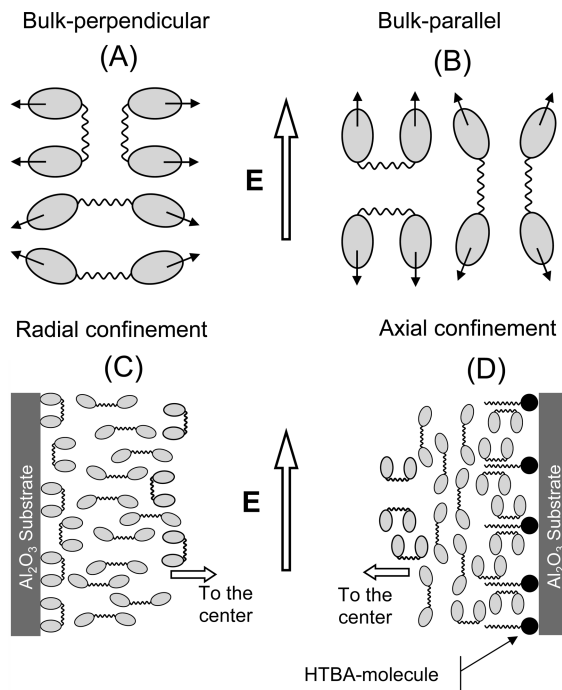 Bulk-perpendicular
(A)
Bulk-parallel
(B)
E
Radial confinement
(C)
Axial confinement
(D)
Al₂O₃ Substrate
E
To the
center
To the
center
Al₂O₃ Substrate
HTBA-molecule